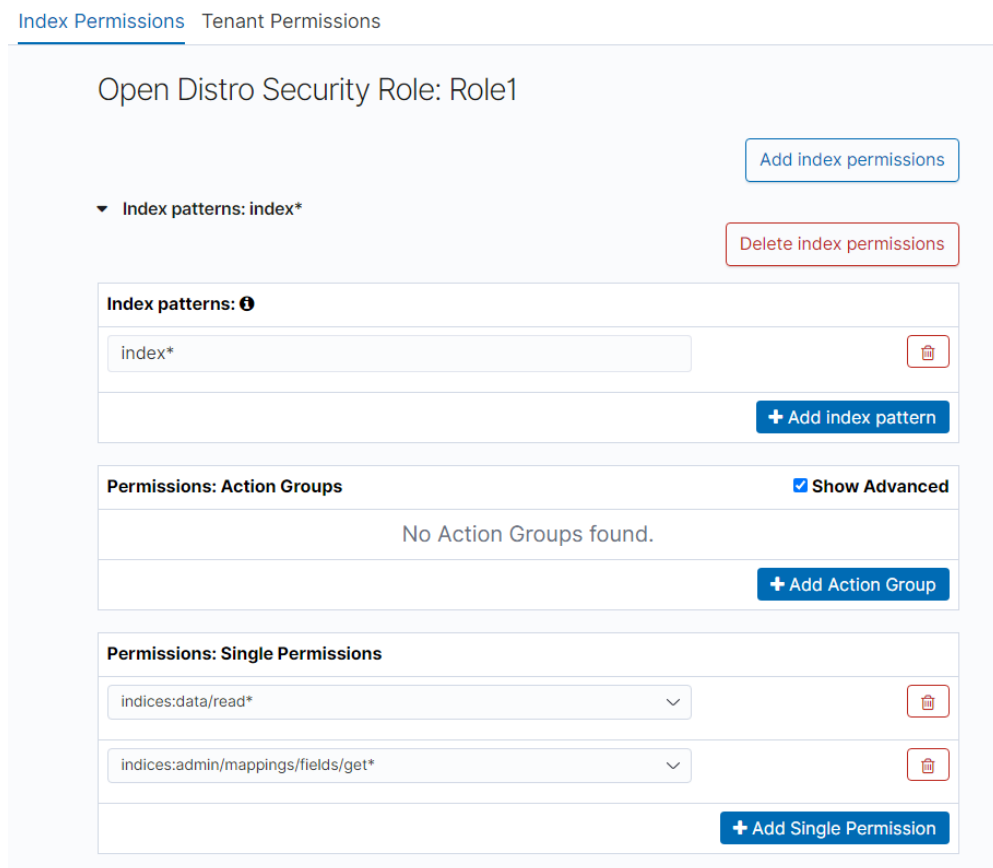 Index Permissions Tenant Permissions
Open Distro Security Role: Role1
Add index permissions
Index patterns: index*
Delete index permissions
Index patterns:
index*
Add index pattern
Permissions: Action Groups Show Advanced
No Action Groups found.
Add Action Group
Permissions: Single Permissions
indices:data/read*
indices:admin/mappings/fields/get*
Add Single Permission